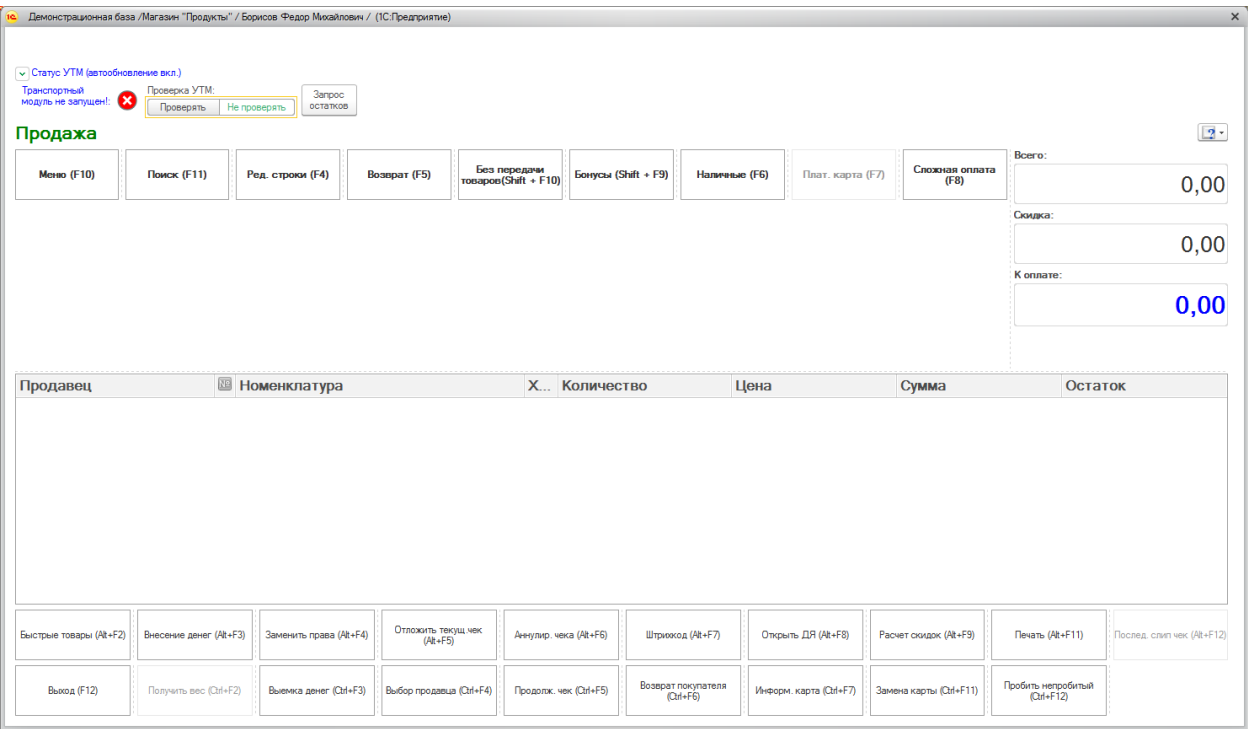 1С Демонстрационная база /Магазин "Продукты" / Борисов Федор Михайлович / (1С:Предприятие)
Статус УТМ (автообновление вкл.)
Транспортный
модуль не запущен!:
Проверка УТМ:
Проверять Не проверять
Запрос
остатков
Продажа
Меню (F10) Поиск (F11) Ред. строки (F4) Возврат (F5) Без передачи
товаров(Shift + F10) Бонусы (Shift + F9) Наличные (F6) Плат. карта (F7) Сложная оплата
(F8)
Всего:
0,00
Скидка:
0,00
К оплате:
0,00
Продавец № Номенклатура Х... Количество Цена Сумма Остаток
Быстрые товары (Alt+F2) Внесение денег (Alt+F3) Заменить права (Alt+F4) Отложить текущ.чек
(Alt+F5) Аннулир. чека (Alt+F6) Штрихкод (Alt+F7) Открыть ДЯ (Alt+F8) Расчет скидок (Alt+F9) Печать (Alt+F11) Послед. слип чек (Alt+F12)
Выход (F12) Получить вес (Ctrl+F2) Выемка денег (Ctrl+F3) Выбор продавца (Ctrl+F4) Продолж. чек (Ctrl+F5) Возврат покупателя
(Ctrl+F6) Информ. карта (Ctrl+F7) Замена карты (Ctrl+F11) Пробить непробитый
(Ctrl+F12)